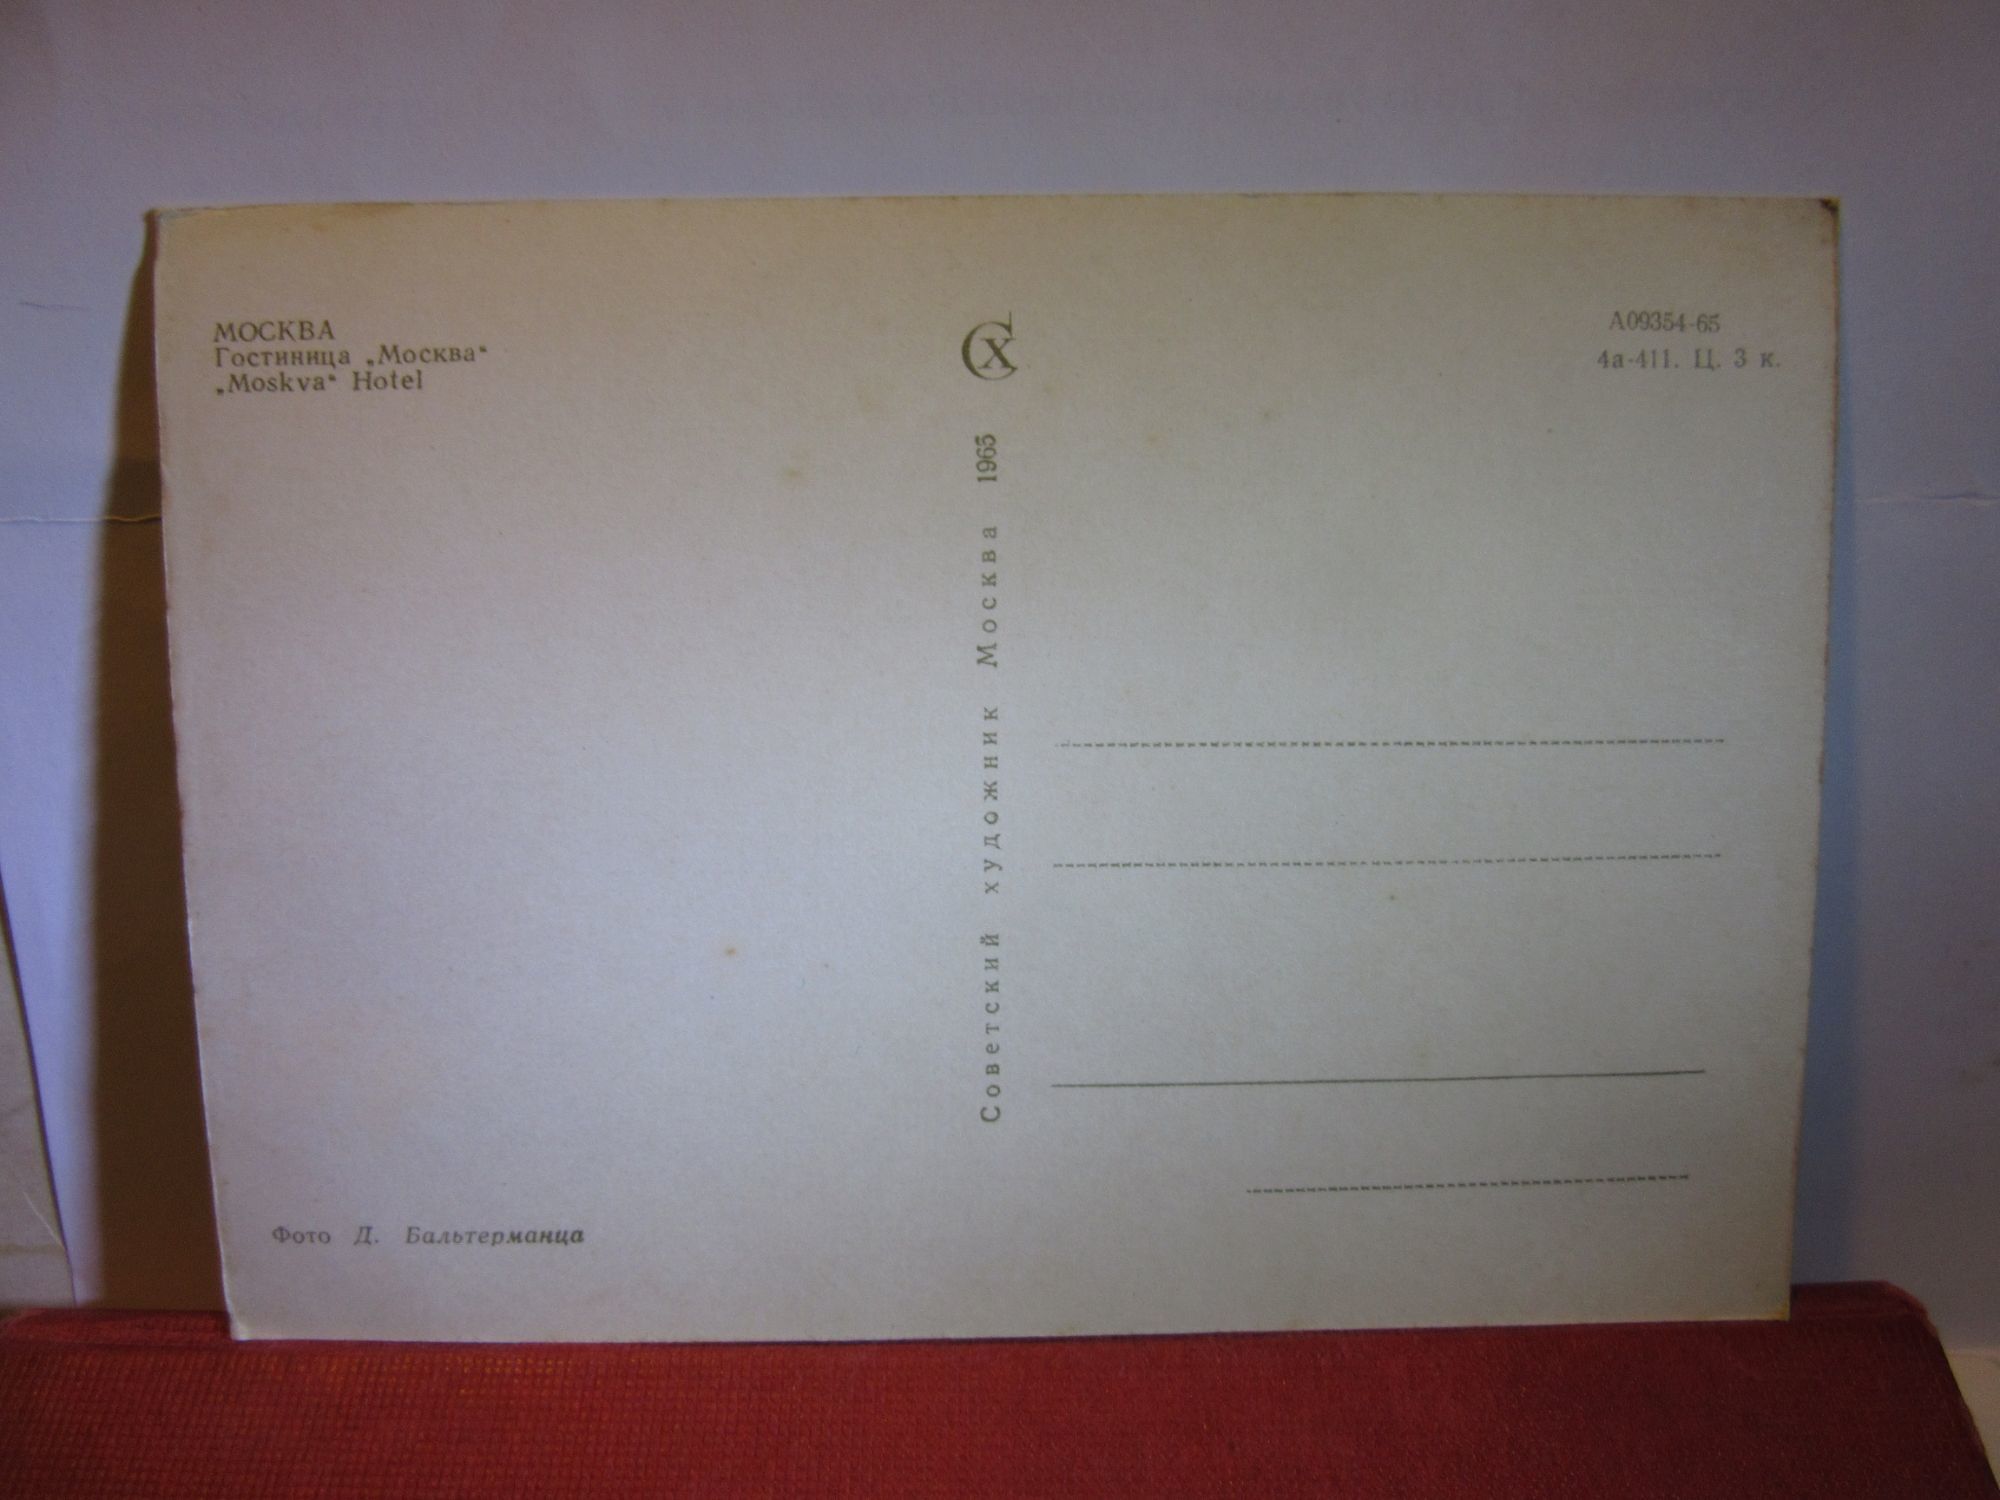 МОСКВА
Гостиница „Москва“
„Moskva“ Hotel
СХ
Советский художник Москва 1965
А09354-65
4а-411. Ц. 3 к.
Фото Д. Бальтерманца